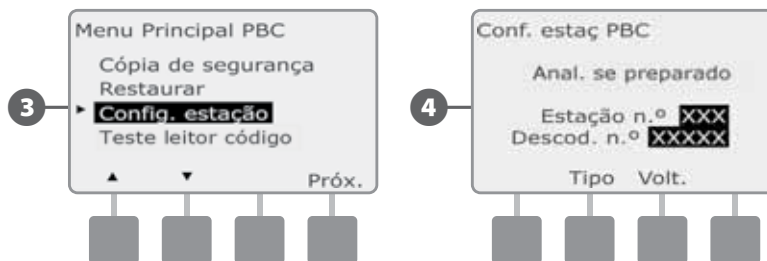 3
Menu Principal PBC
Cópia de segurança
Restaurar
► Config. estação
Teste leitor código
▲ ▼ Próx.
4
Conf. estaç PBC
Anal. se preparado
Estação n.º XXX
Descod. n.º XXXXX
Tipo Volt.